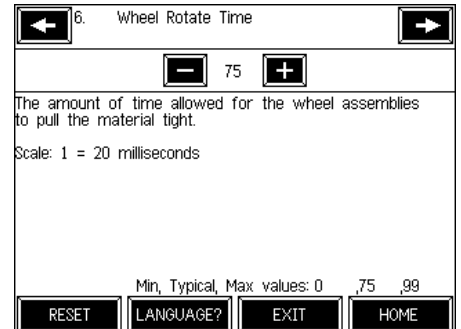 6. Wheel Rotate Time
75
The amount of time allowed for the wheel assemblies
to pull the material tight.
Scale: 1 = 20 milliseconds
Min, Typical, Max values: 0 ,75 ,99
RESET LANGUAGE? EXIT HOME